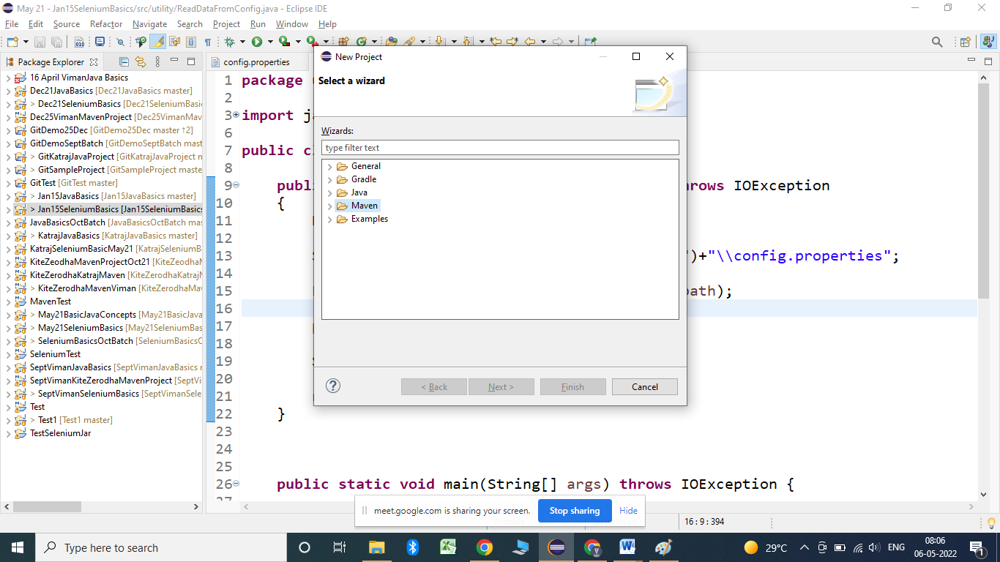 May 21 - Jan15SeleniumBasics/src/utility/ReadDataFromConfig.java - Eclipse IDE
File Edit Source Refactor Navigate Search Project Run Window Help
Package Explorer
16 April VimanJava Basics
Dec21JavaBasics [Dec21JavaBasics master]
> Dec21SeleniumBasics [Dec21SeleniumBasi
Dec25VimanMavenProject [Dec25VimanMav
GitDemo25Dec [GitDemo25Dec master ↑2]
GitDemoSeptBatch [GitDemoSeptBatch mast
> GitKatrajJavaProject [GitKatrajJavaProject n
> GitSampleProject [GitSampleProject maste
GitTest [GitTest master]
> Jan15JavaBasics [Jan15JavaBasics master]
> Jan15SeleniumBasics [Jan15SeleniumBasics
JavaBasicsOctBatch [JavaBasicsOctBatch mas
> KatrajJavaBasics [KatrajJavaBasics master]
KatrajSeleniumBasicMay21 [KatrajSeleniumB
KiteZeodhaMavenProjectOct21 [KiteZeodhaM
KiteZerodhaKatrajMaven [KiteZerodhaKatrajM
> KiteZerodhaMavenViman [KiteZerodhaMav
MavenTest
> May21BasicJavaConcepts [May21BasicJava
> May21SeleniumBasics [May21SeleniumBas
> SeleniumBasicsOctBatch [SeleniumBasicsO
SeleniumTest
SeptVimanJavaBasics [SeptVimanJavaBasics m
SeptVimanKiteZerodhaMavenProject [SeptVi
> SeptVimanSeleniumBasics [SeptVimanSele
Test
> Test1 [Test1 master]
TestSeleniumJar
config.properties
1 package
2
3 import ja
6
7 public cl
8
9 publi hrows IOException
10 {
11
12
13 ")+"\\config.properties";
14
15 path);
16
17
18
19
20
21
22 }
23
24
25
26 public static void main(String[] args) throws IOException {
27
New Project
Select a wizard
Wizards:
type filter text
General
Gradle
Java
Maven
Examples
< Back Next > Finish Cancel
meet.google.com is sharing your screen. Stop sharing Hide
16 : 9 : 394
Type here to search
29°C ENG 08:06
06-05-2022
1